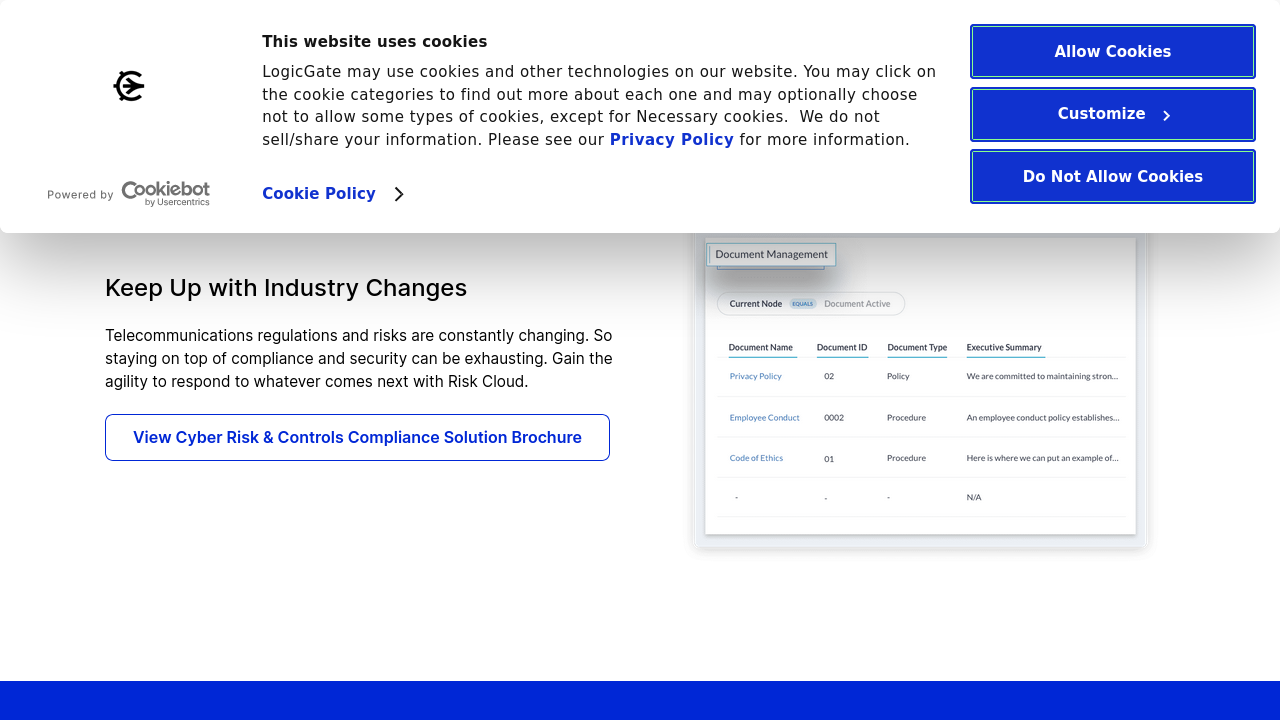 This website uses cookies
LogicGate may use cookies and other technologies on our website. You may click on
the cookie categories to find out more about each one and may optionally choose
not to allow some types of cookies, except for Necessary cookies.  We do not
sell/share your information. Please see our Privacy Policy for more information.
Cookie Policy
Powered by Cookiebot
by Usercentrics
Allow Cookies
Customize
Do Not Allow Cookies
Keep Up with Industry Changes
Telecommunications regulations and risks are constantly changing. So
staying on top of compliance and security can be exhausting. Gain the
agility to respond to whatever comes next with Risk Cloud.
View Cyber Risk & Controls Compliance Solution Brochure
Document Management
Current Node EQUALS Document Active
Document Name Document ID Document Type Executive Summary
Privacy Policy 02 Policy We are committed to maintaining stron...
Employee Conduct 0002 Procedure An employee conduct policy establishes...
Code of Ethics 01 Procedure Here is where we can put an example of...
- - - N/A